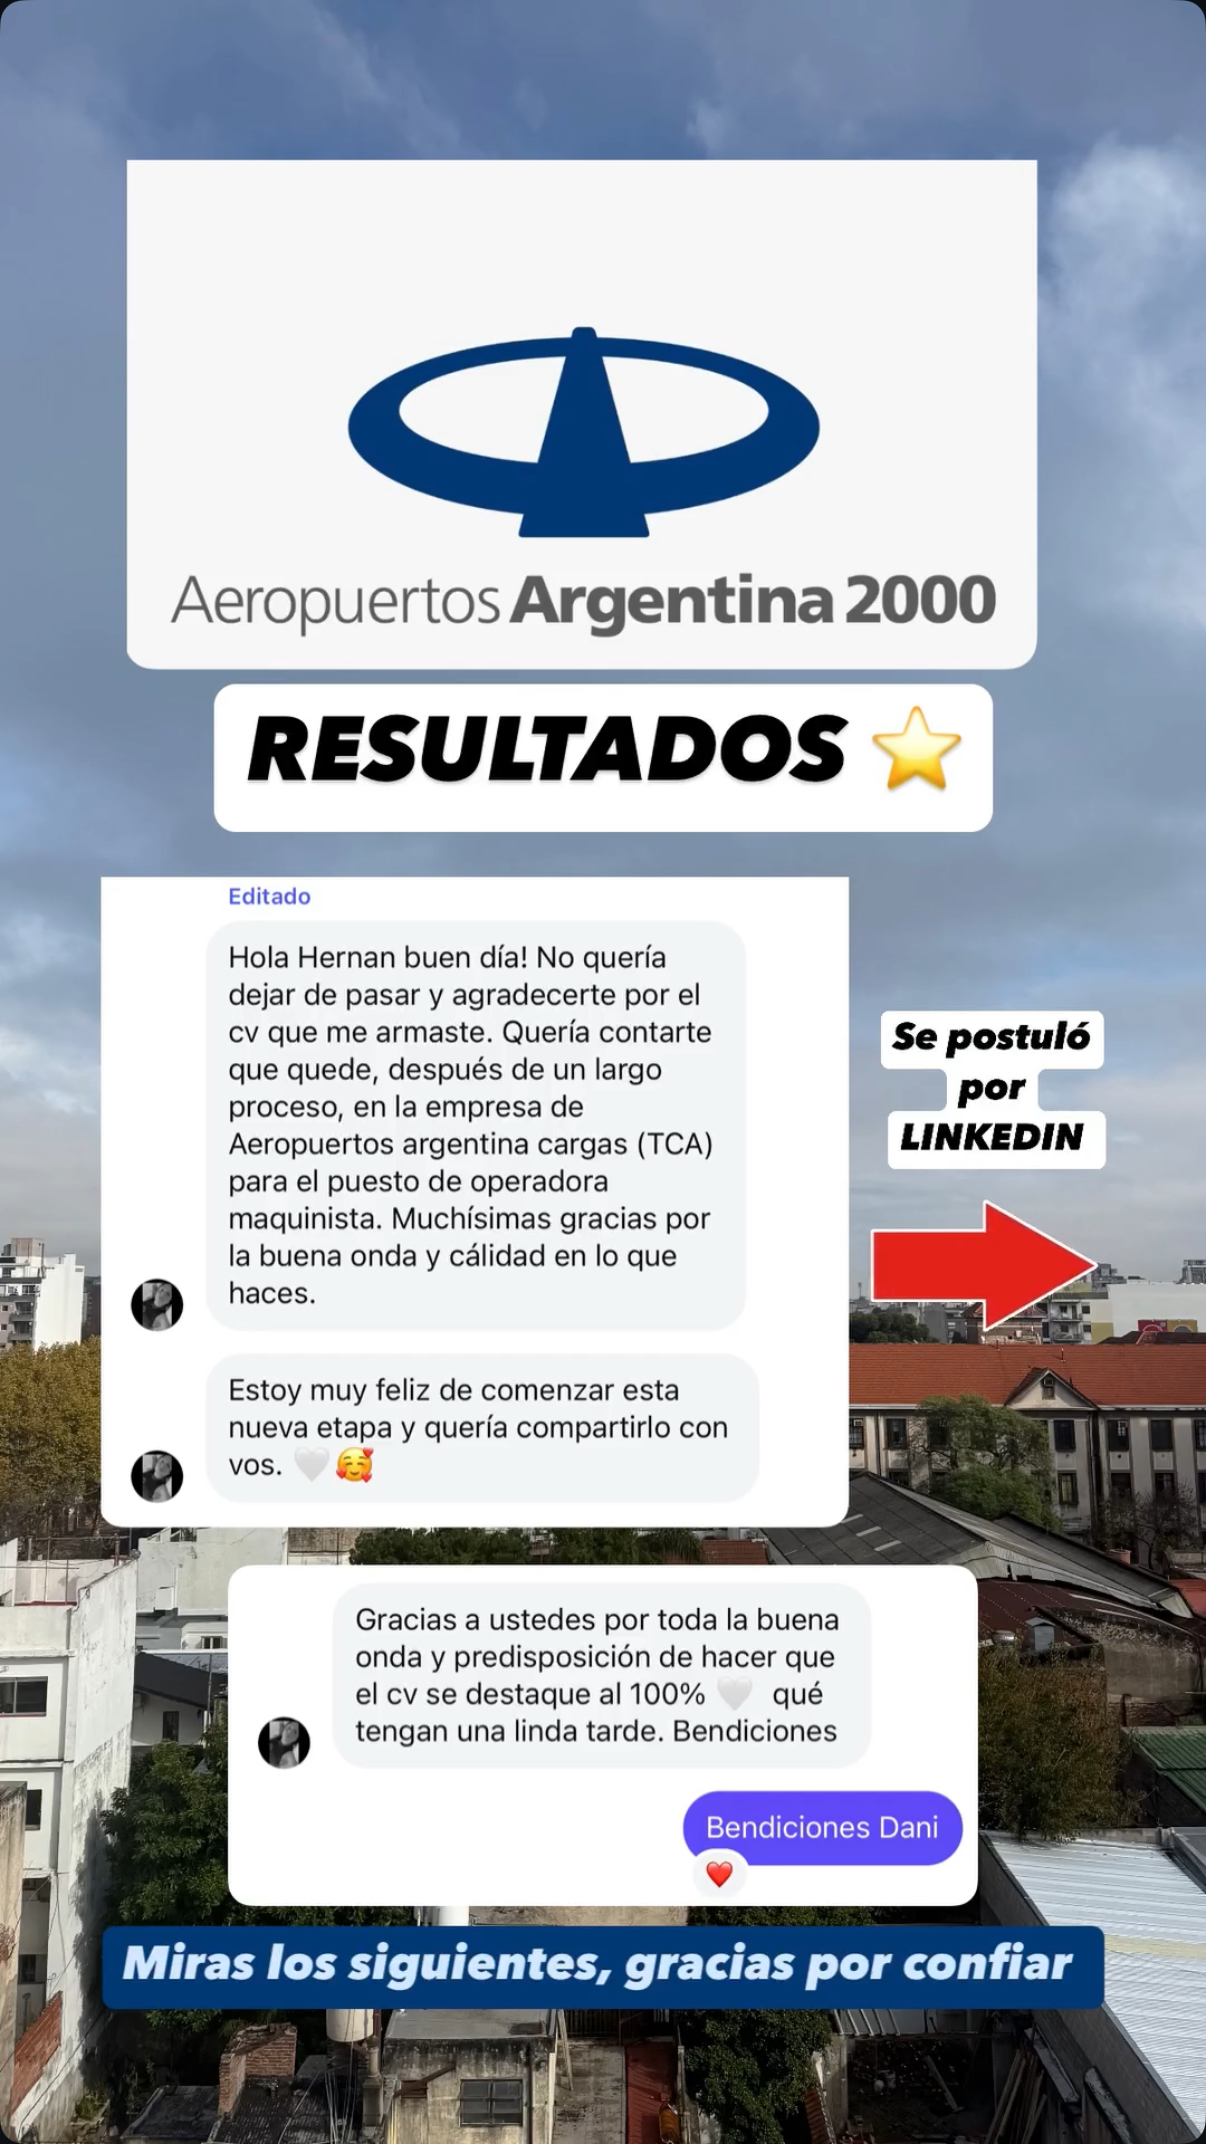 Aeropuertos Argentina 2000
RESULTADOS ⭐
Editado
Hola Hernan buen día! No quería
dejar de pasar y agradecerte por el
cv que me armaste. Quería contarte
que quede, después de un largo
proceso, en la empresa de
Aeropuertos argentina cargas (TCA)
para el puesto de operadora
maquinista. Muchísimas gracias por
la buena onda y cálidad en lo que
haces.
Se postuló
por
LINKEDIN
Estoy muy feliz de comenzar esta
nueva etapa y quería compartirlo con
vos. 🤍🥰
Gracias a ustedes por toda la buena
onda y predisposición de hacer que
el cv se destaque al 100% 🤍 qué
tengan una linda tarde. Bendiciones
Bendiciones Dani
❤️
Miras los siguientes, gracias por confiar